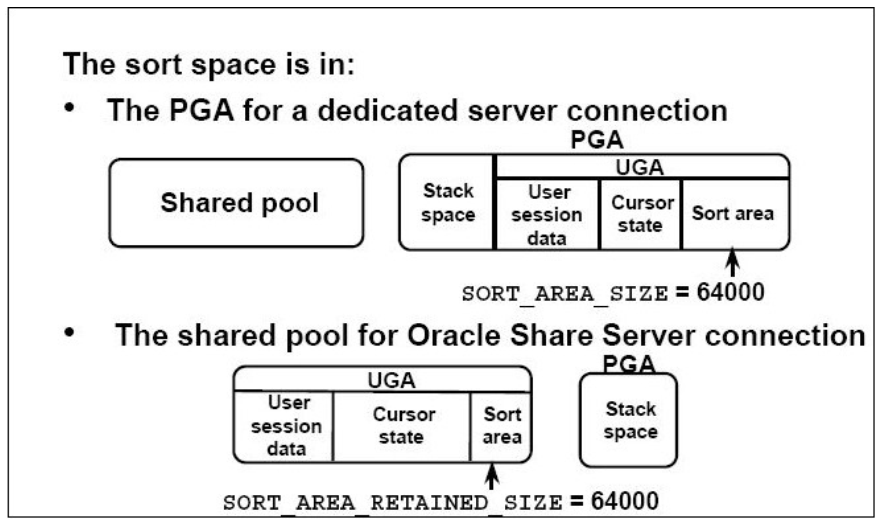 The sort space is in:
• The PGA for a dedicated server connection
PGA
Shared pool
Stack
space
UGA
User
session
data
Cursor
state
Sort area
SORT_AREA_SIZE = 64000
• The shared pool for Oracle Share Server connection
UGA
User
session
data
Cursor
state
Sort
area
PGA
Stack
space
SORT_AREA_RETAINED_SIZE = 64000